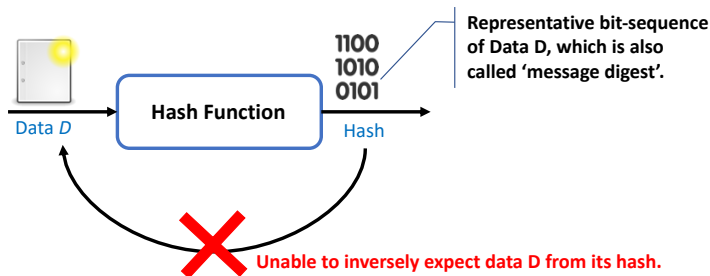 1100
1010
0101
Representative bit-sequence
of Data D, which is also
called ‘message digest’.
Hash Function
Data D
Hash
Unable to inversely expect data D from its hash.